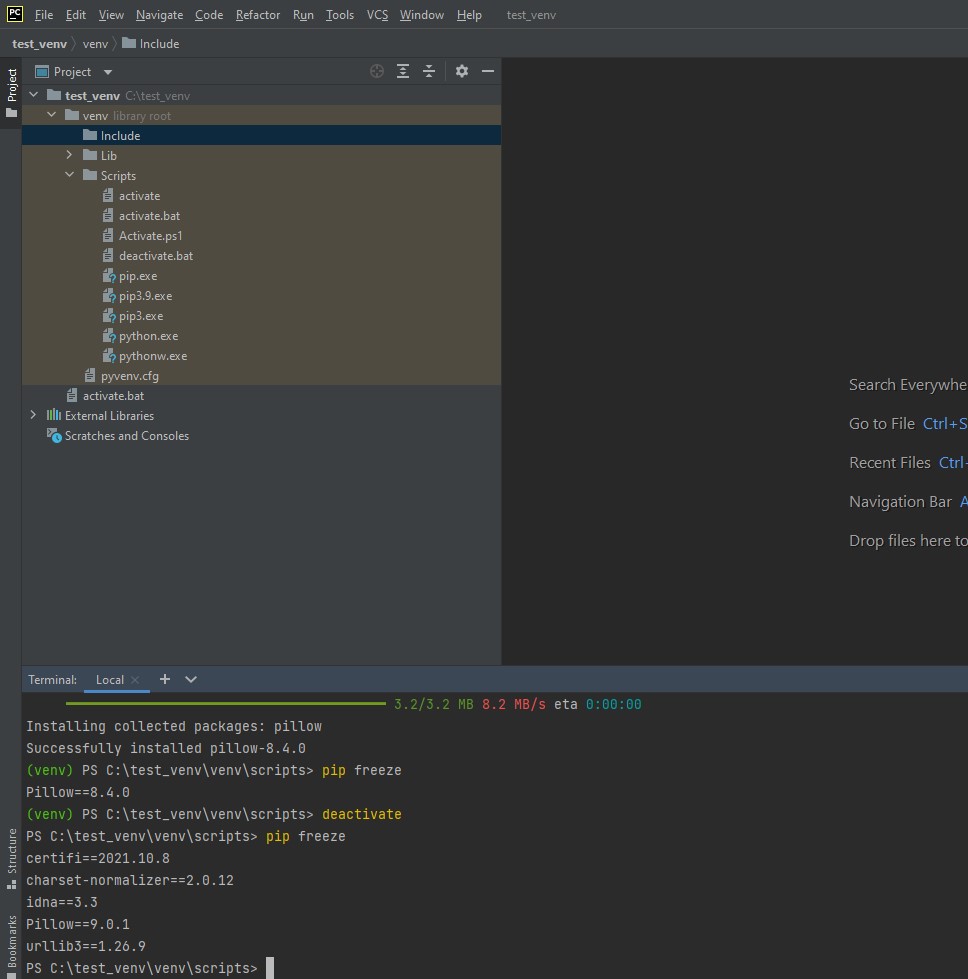 PC File Edit View Navigate Code Refactor Run Tools VCS Window Help test_venv
test_venv venv Include
Project
Project
test_venv C:\test_venv
venv library root
Include
Lib
Scripts
activate
activate.bat
Activate.ps1
deactivate.bat
pip.exe
pip3.9.exe
pip3.exe
python.exe
pythonw.exe
pyvenv.cfg
activate.bat
External Libraries
Scratches and Consoles
Search Everywhe
Go to File Ctrl+S
Recent Files Ctrl+
Navigation Bar A
Drop files here to
Structure
Bookmarks
Terminal: Local × +
3.2/3.2 MB 8.2 MB/s eta 0:00:00
Installing collected packages: pillow
Successfully installed pillow-8.4.0
(venv) PS C:\test_venv\venv\scripts> pip freeze
Pillow==8.4.0
(venv) PS C:\test_venv\venv\scripts> deactivate
PS C:\test_venv\venv\scripts> pip freeze
certifi==2021.10.8
charset-normalizer==2.0.12
idna==3.3
Pillow==9.0.1
urllib3==1.26.9
PS C:\test_venv\venv\scripts>